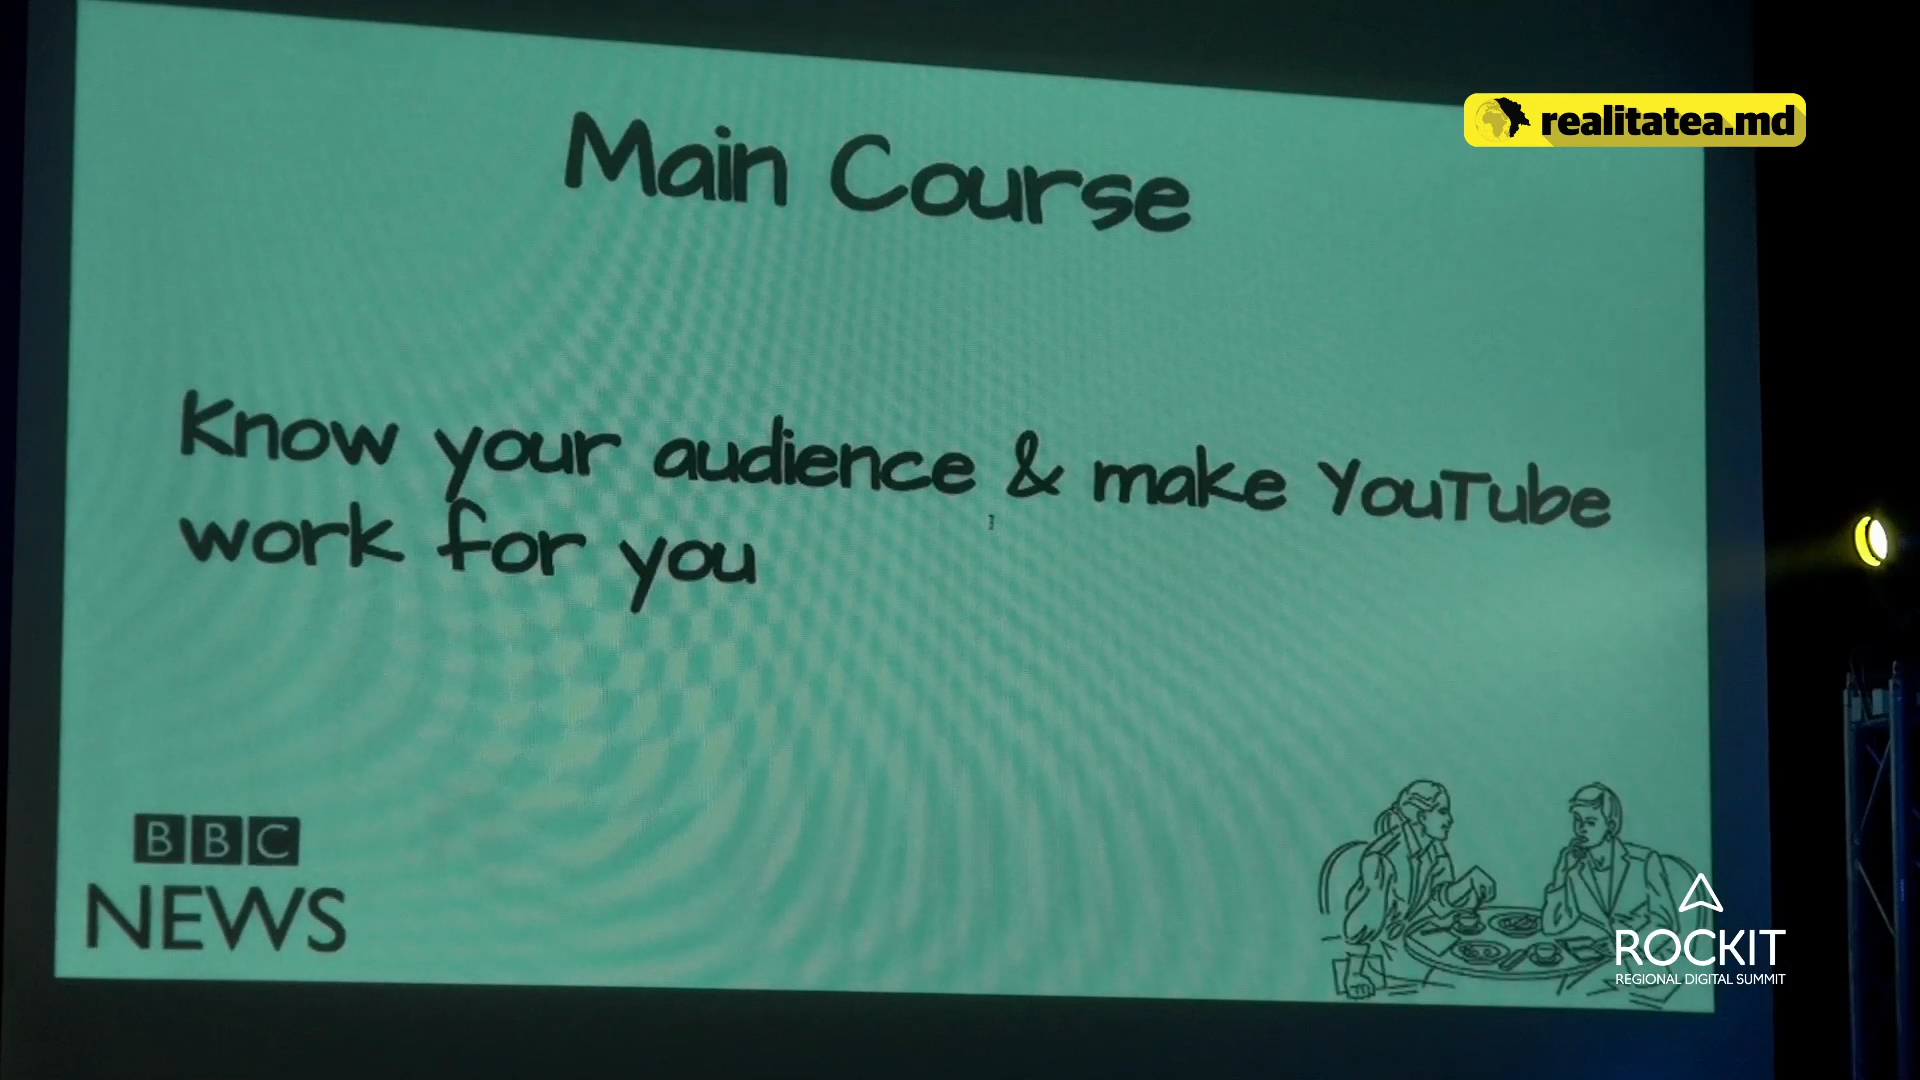 realitatea.md
Main Course
Know your audience & make YouTube
work for you
BBC
NEWS
ROCKIT
REGIONAL DIGITAL SUMMIT